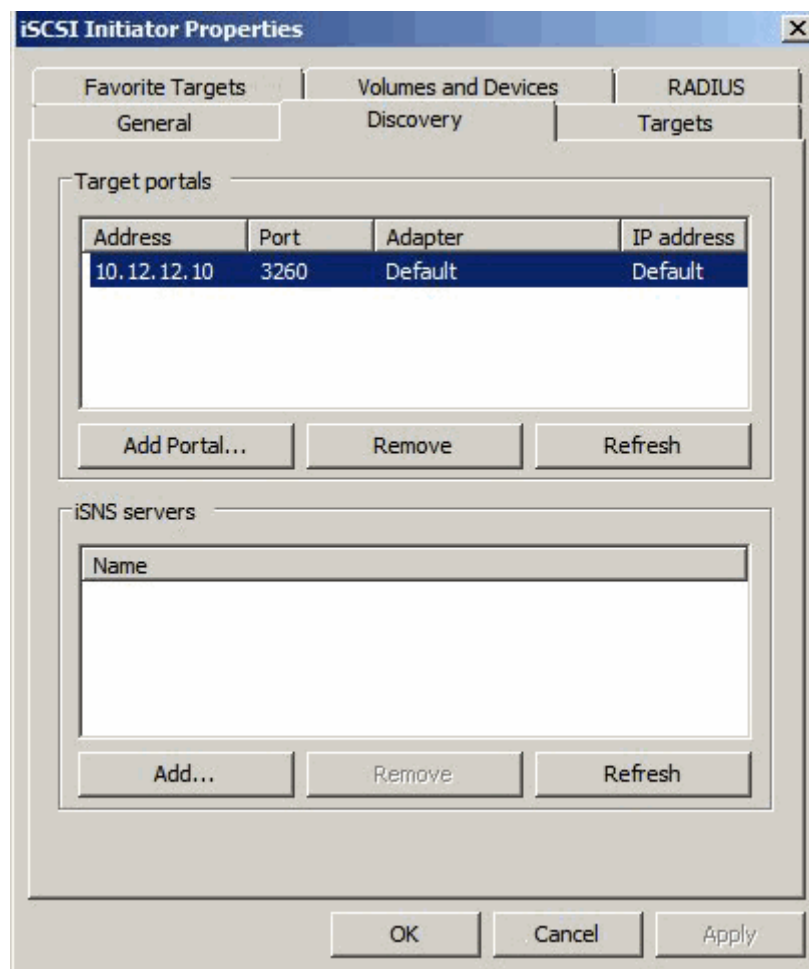 iSCSI Initiator Properties
Favorite Targets Volumes and Devices RADIUS
General Discovery Targets
Target portals
Address Port Adapter IP address
10.12.12.10 3260 Default Default
Add Portal... Remove Refresh
iSNS servers
Name
Add... Remove Refresh
OK Cancel Apply